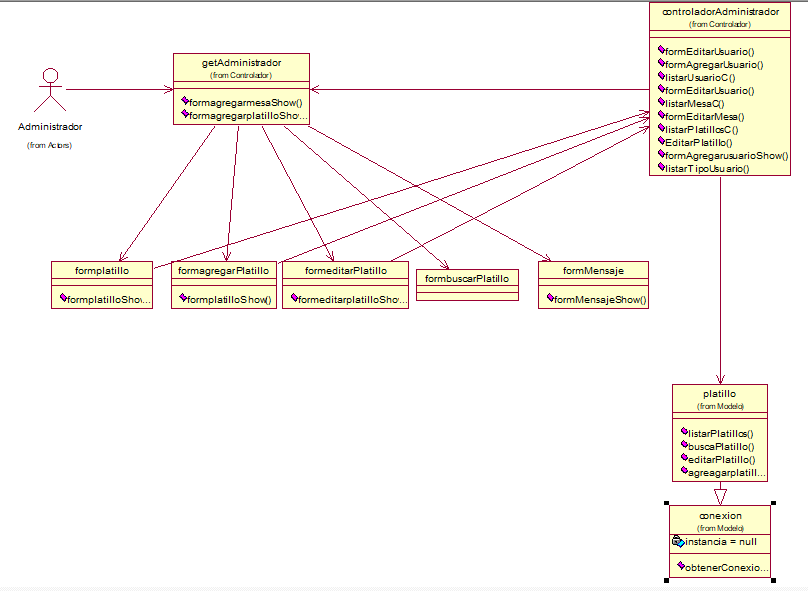 controladorAdministrador
(from Controlador)
formEditarUsuario()
formAgregarUsuario()
listarUsuarioC()
formEditarUsuario()
listarMesaC()
formEditarMesa()
listarPlatillosC()
EditarPlatillo()
formAgregarusuarioShow()
listarTipoUsuario()
getAdministrador
(from Controlador)
formagregarmesaShow()
formagregarplatilloSho...
Administrador
(from Actors)
formplatillo
formplatilloSho...
formagregarPlatillo
formplatilloShow()
formeditarPlatillo
formeditarplatilloSho...
formbuscarPlatillo
formMensaje
formMensajeShow()
platillo
(from Modelo)
listarPlatillos()
buscaPlatillo()
editarPlatillo()
agreagarplatill...
conexion
(from Modelo)
instancia = null
obtenerConexio...